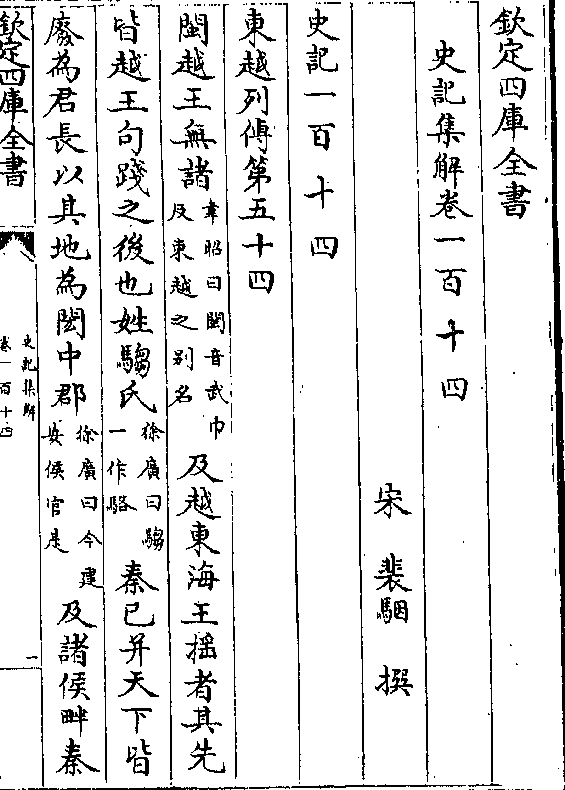 欽定四庫全書
史記集解卷一百十四
宋 裴駰 撰
史記一百十四
東越列傳第五十四
閩越王無諸韋昭曰閩音武巾反東越之别名及越東海王摇者其先
皆越王句踐之後也姓騶氏徐廣曰騶一作駱秦已并天下皆
廢為君長以其地為閩中郡徐廣曰今建安侯官是及諸侯畔秦
欽定四庫全書
史記集解
卷一百十四
一